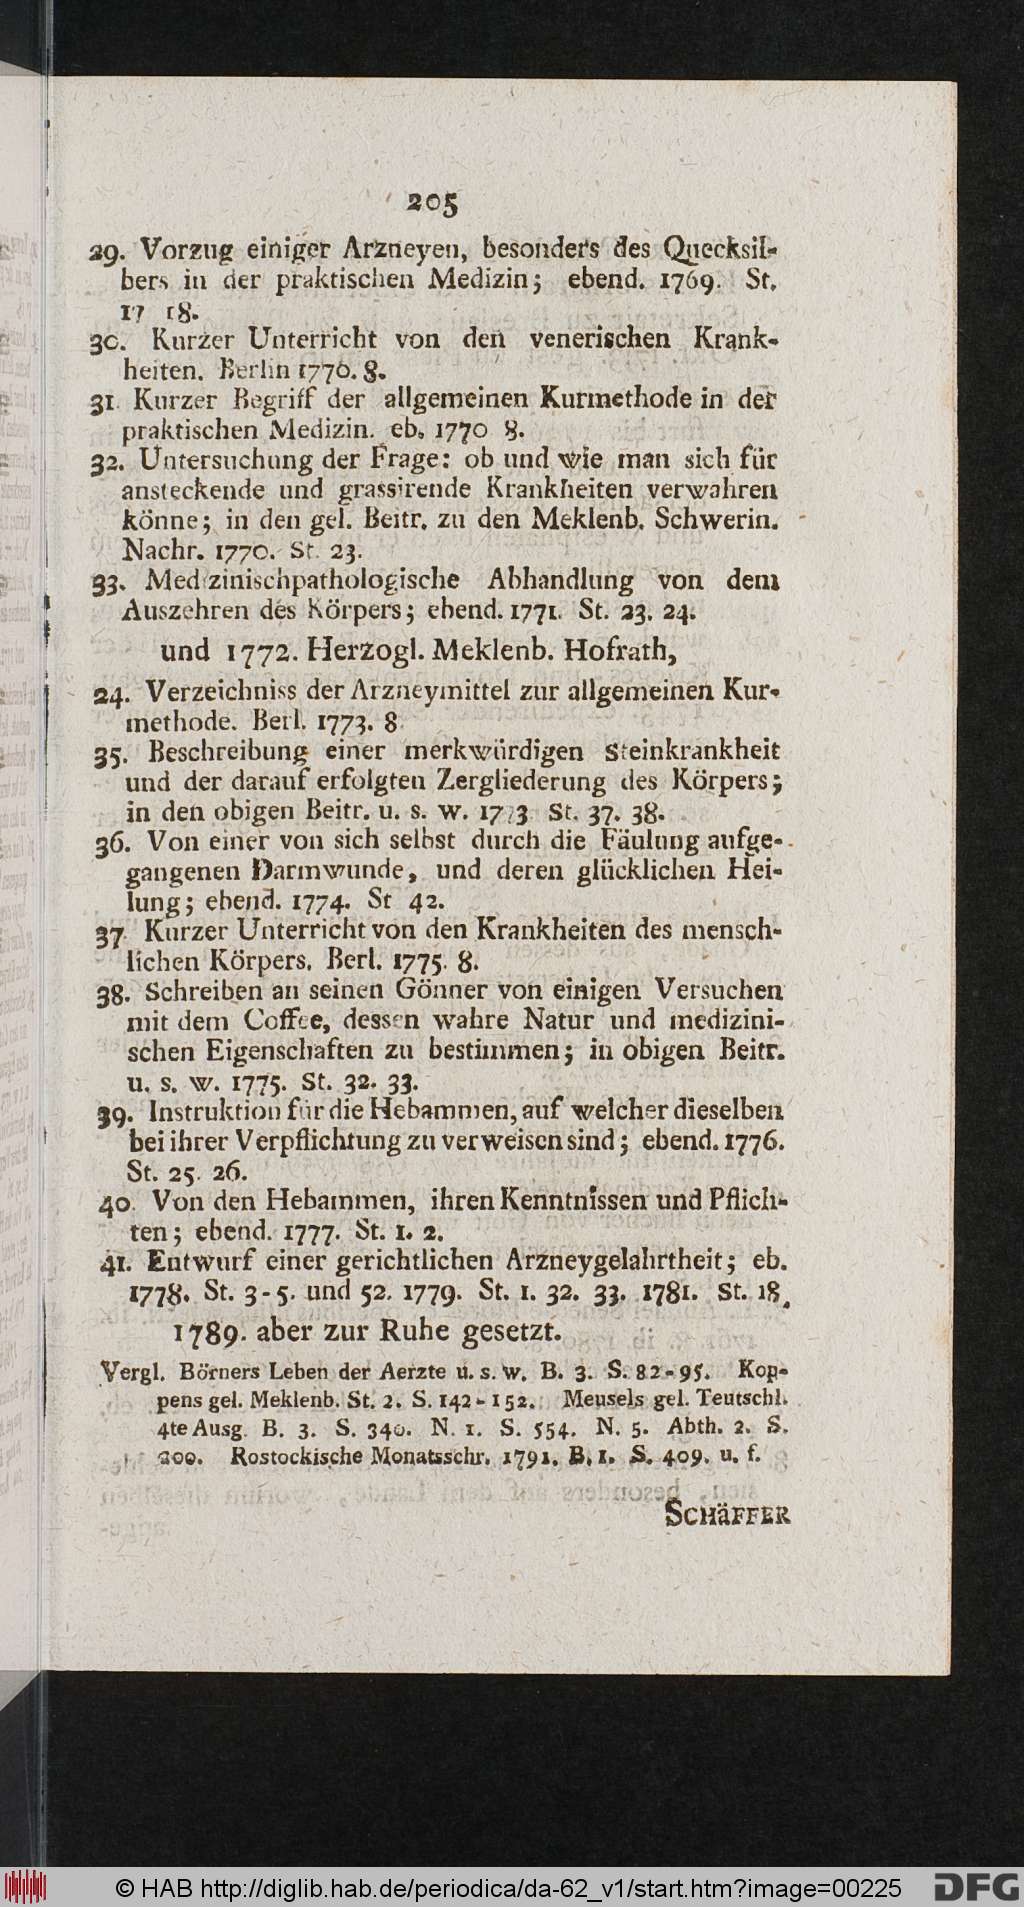 205
29. Vorzug einiger Arzneyen, besonders des Quecksil-
bers in der praktischen Medizin; ebend. 1769. St.
17 18.
30. Kurzer Unterricht von den venerischen Krank-
heiten. Berlin 1770. 8.
31. Kurzer Begriff der allgemeinen Kurmethode in der
praktischen Medizin. eb. 1770 8.
32. Untersuchung der Frage: ob und wie man sich für
ansteckende und grassirende Krankheiten verwahren
könne; in den gel. Beitr. zu den Meklenb. Schwerin.
Nachr. 1770. St. 23.
33. Medizinischpathologische Abhandlung von dem
Auszehren des Körpers; ebend. 1771. St. 23. 24.
und 1772. Herzogl. Meklenb. Hofrath,
24. Verzeichniss der Arzneymittel zur allgemeinen Kur-
methode. Berl. 1773. 8
35. Beschreibung einer merkwürdigen Steinkrankheit
und der darauf erfolgten Zergliederung des Körpers;
in den obigen Beitr. u. s. w. 1773 St. 37. 38.
36. Von einer von sich selbst durch die Fäulung aufge-
gangenen Darmwunde, und deren glücklichen Hei-
lung; ebend. 1774. St 42.
37. Kurzer Unterricht von den Krankheiten des mensch-
lichen Körpers. Berl. 1775. 8.
38. Schreiben an seinen Gönner von einigen Versuchen
mit dem Coffee, dessen wahre Natur und medizini-
schen Eigenschaften zu bestimmen; in obigen Beitr.
u. s. w. 1775. St. 32. 33.
39. Instruktion für die Hebammen, auf welcher dieselben
bei ihrer Verpflichtung zu verweisen sind; ebend. 1776.
St. 25. 26.
40. Von den Hebammen, ihren Kenntnissen und Pflich-
ten; ebend. 1777. St. 1. 2.
41. Entwurf einer gerichtlichen Arzneygelahrtheit; eb.
1778. St. 3-5. und 52. 1779. St. 1. 32. 33. 1781. St. 18.
1789. aber zur Ruhe gesetzt.
Vergl. Börners Leben der Aerzte u. s. w. B. 3. S. 82-95. Kop-
pens gel. Meklenb. St. 2. S. 142-152. Meusels gel. Teutschl.
4te Ausg. B. 3. S. 340. N. 1. S. 554. N. 5. Abth. 2. S.
200. Rostockische Monatsschr. 1791. B. 1. S. 409. u. f.
SCHäFFER
© HAB http://diglib.hab.de/periodica/da-62_v1/start.htm?image=00225
DFG